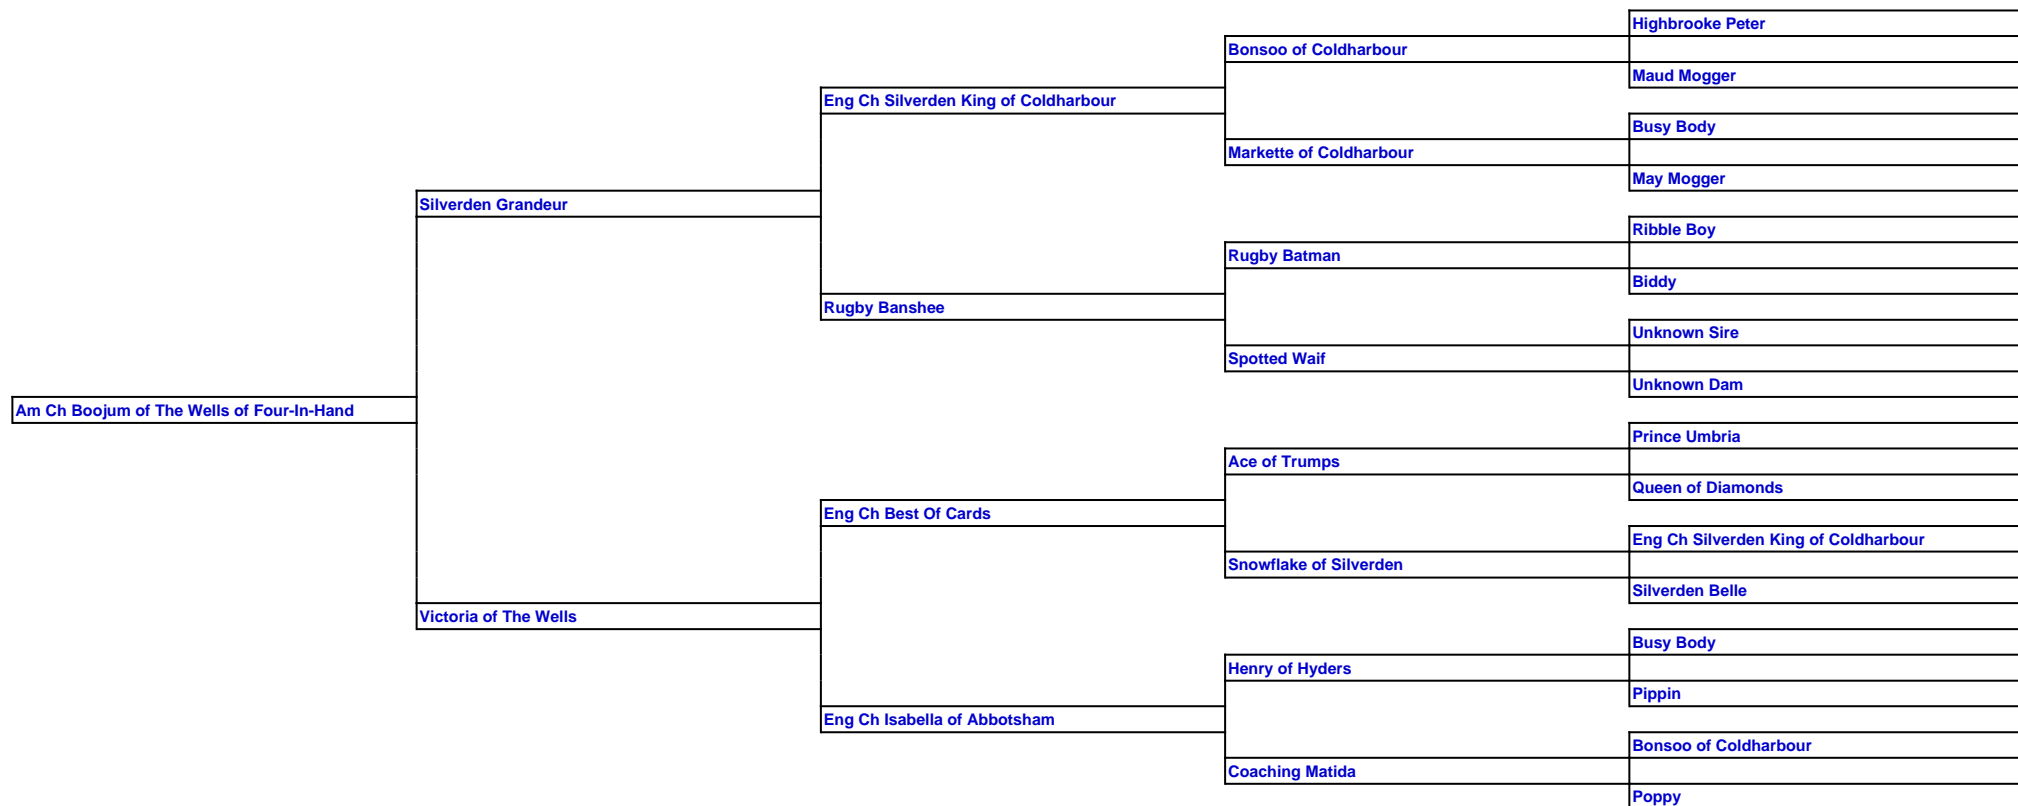 Highbrooke Peter
Bonsoo of Coldharbour
Maud Mogger
Eng Ch Silverden King of Coldharbour
Busy Body
Markette of Coldharbour
May Mogger
Silverden Grandeur
Ribble Boy
Rugby Batman
Biddy
Rugby Banshee
Unknown Sire
Spotted Waif
Unknown Dam
Am Ch Boojum of The Wells of Four-In-Hand
Prince Umbria
Ace of Trumps
Queen of Diamonds
Eng Ch Best Of Cards
Eng Ch Silverden King of Coldharbour
Snowflake of Silverden
Silverden Belle
Victoria of The Wells
Busy Body
Henry of Hyders
Pippin
Eng Ch Isabella of Abbotsham
Bonsoo of Coldharbour
Coaching Matida
Poppy